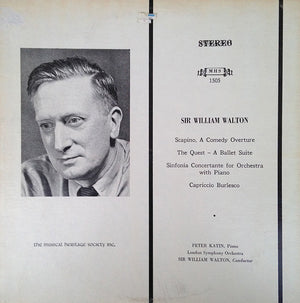 STEREO
MHS
1505
SIR WILLIAM WALTON
Scapino, A Comedy Overture
The Quest – A Ballet Suite
Sinfonia Concertante for Orchestra
with Piano
Capriccio Burlesco
the musical heritage society inc.
PETER KATIN, Piano
London Symphony Orchestra
SIR WILLIAM WALTON, Conductor